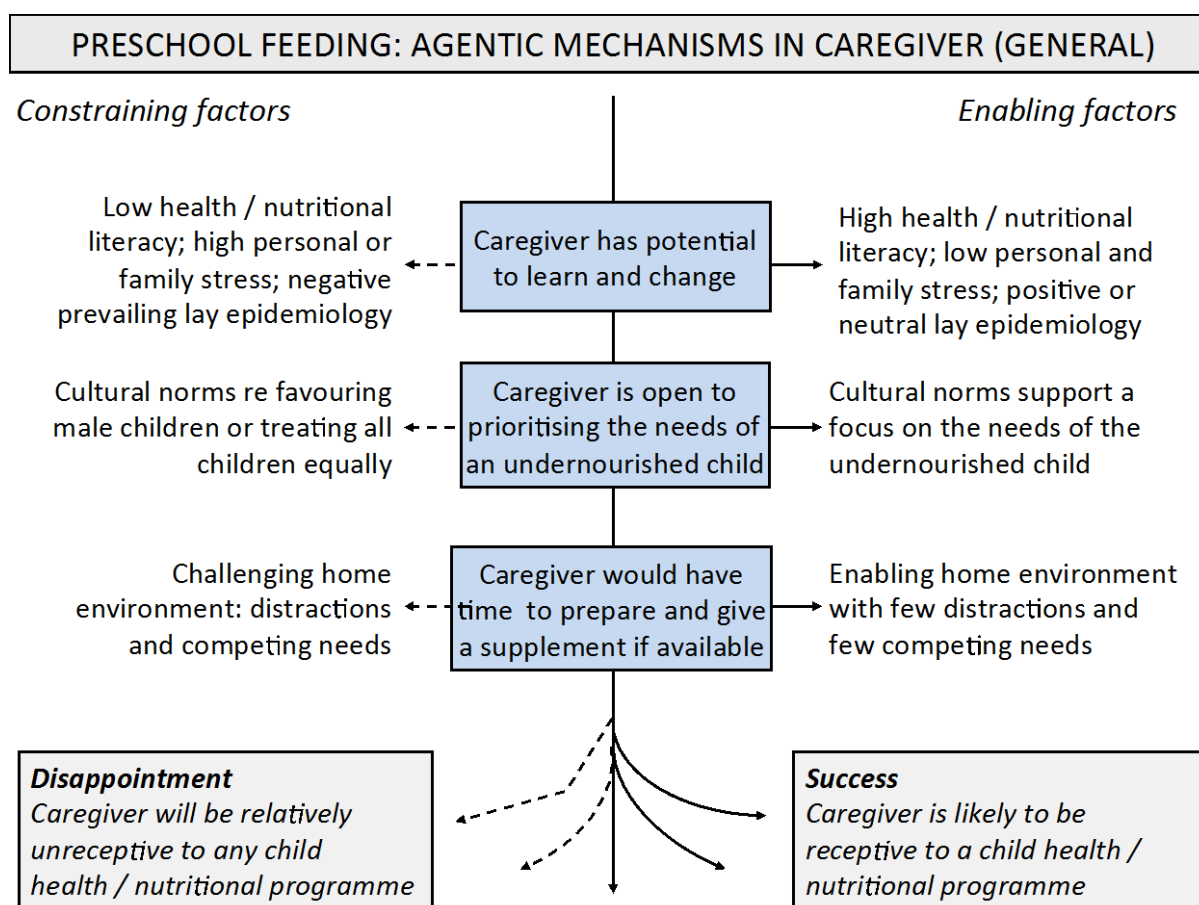 PRESCHOOL FEEDING: AGENTIC MECHANISMS IN CAREGIVER (GENERAL)
Constraining factors
Enabling factors
Low health / nutritional
literacy; high personal or
family stress; negative
prevailing lay epidemiology
Caregiver has potential
to learn and change
High health / nutritional
literacy; low personal and
family stress; positive or
neutral lay epidemiology
Cultural norms re favouring
male children or treating all
children equally
Caregiver is open to
prioritising the needs of
an undernourished child
Cultural norms support a
focus on the needs of the
undernourished child
Challenging home
environment: distractions
and competing needs
Caregiver would have
time to prepare and give
a supplement if available
Enabling home environment
with few distractions and
few competing needs
Disappointment
Caregiver will be relatively
unreceptive to any child
health / nutritional programme
Success
Caregiver is likely to be
receptive to a child health /
nutritional programme